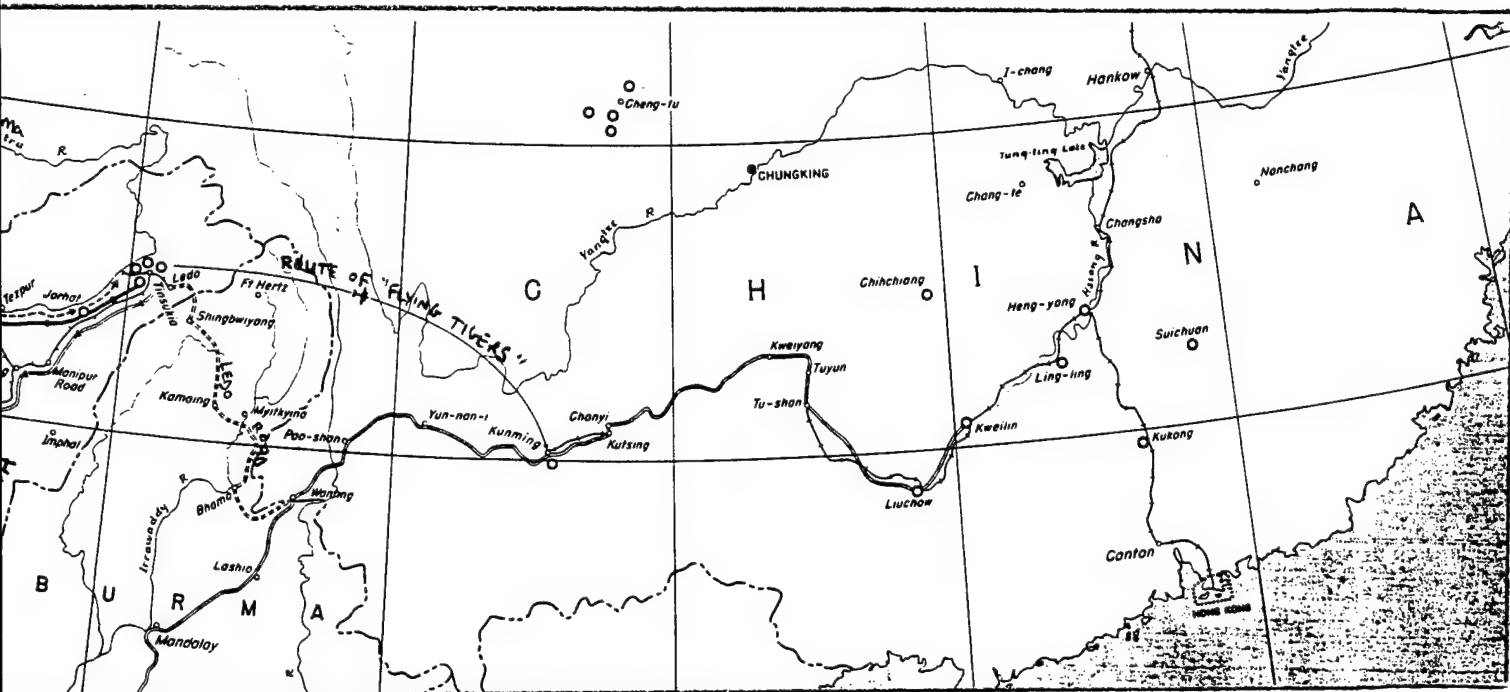 I-chang
Hankow
Yangtze
Cheng-tu
R
CHUNGKING
Tung-ting Lake
Chang-te
Nanchang
Changsha
Yangtze
R
Hsiang R
Tezpur
Jorhat
Ledo
Tinsukia
Ft Hertz
ROUTE OF "FLYING TIGERS"
C H I N A
Chihchiang
Heng-yang
Suichuan
Shingbwiyang
LEDO
ROAD
Manipur
Road
Kamaing
Myitkyina
Imphal
Kweiyang
Tuyun
Ling-ling
Tu-shan
Yun-nan-i
Chanyi
Kunming
Kutsing
Pao-shan
Kweilin
Kukong
R
Bhamo
Wanting
Liuchow
Irrawaddy
Lashio
Canton
HONG KONG
B U R M A
Mandalay
R